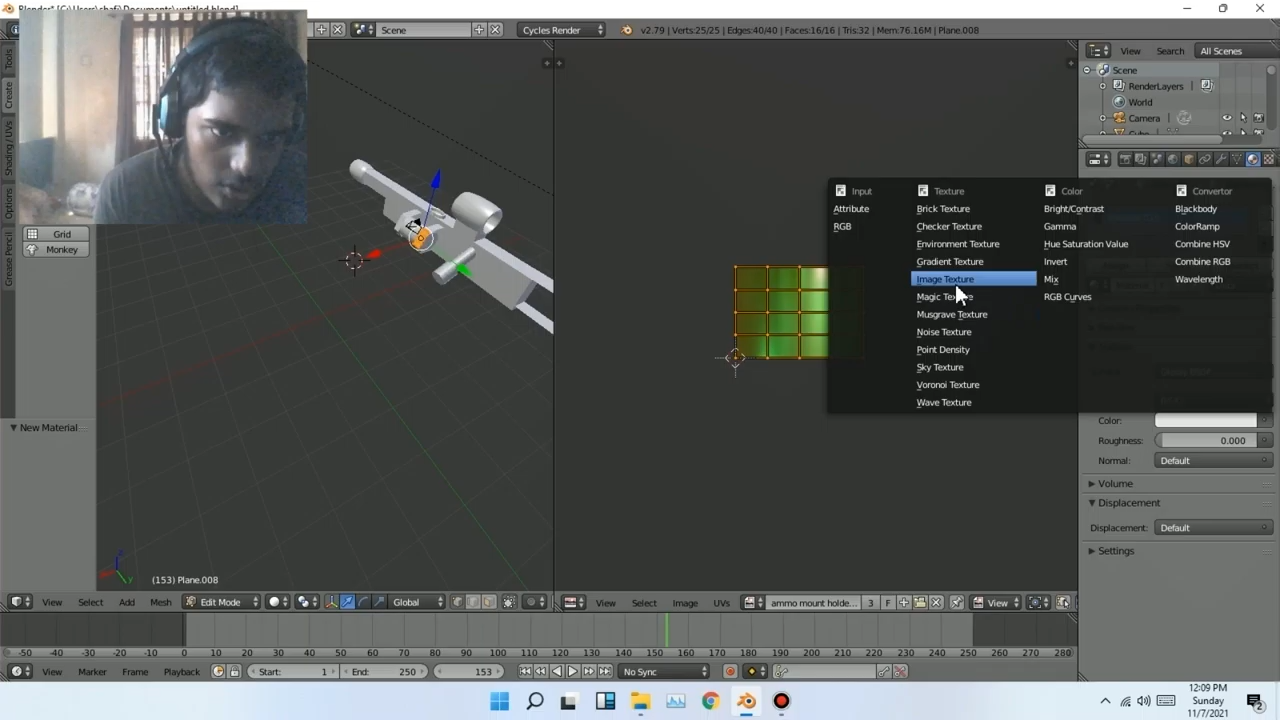 Blender* [C:\Users\shafi\Documents\untitled.blend]
Scene
Cycles Render
v2.79 | Verts:25/25 | Edges:40/40 | Faces:16/16 | Tris:32 | Mem:76.16M | Plane.008
View
Search
All Scenes
Scene
RenderLayers
World
Camera
Tools
Create
Shading / UVs
Options
Grease Pencil
Grid
Monkey
New Material
Input
Attribute
RGB
Texture
Brick Texture
Checker Texture
Environment Texture
Gradient Texture
Image Texture
Musgrave Texture
Noise Texture
Point Density
Sky Texture
Voronoi Texture
Wave Texture
Color
Bright/Contrast
Gamma
Hue Saturation Value
Invert
Mix
RGB Curves
Convertor
Blackbody
ColorRamp
Combine HSV
Combine RGB
Wavelength
Color:
Roughness: 0.000
Normal: Default
Volume
Displacement
Displacement: Default
Settings
(153) Plane.008
View Select Add Mesh Edit Mode Global
View Select Image UVs ammo mount holde... 3 F View
-50 -40 -30 -20 -10 0 10 20 30 40 50 60 70 80 90 100 110 120 130 140 150 160 170 180 190 200 210 220 230 240 250 260 270 280
View Marker Frame Playback Start: 1 End: 250 153 No Sync
12:09 PM
Sunday
11/7/2021
2